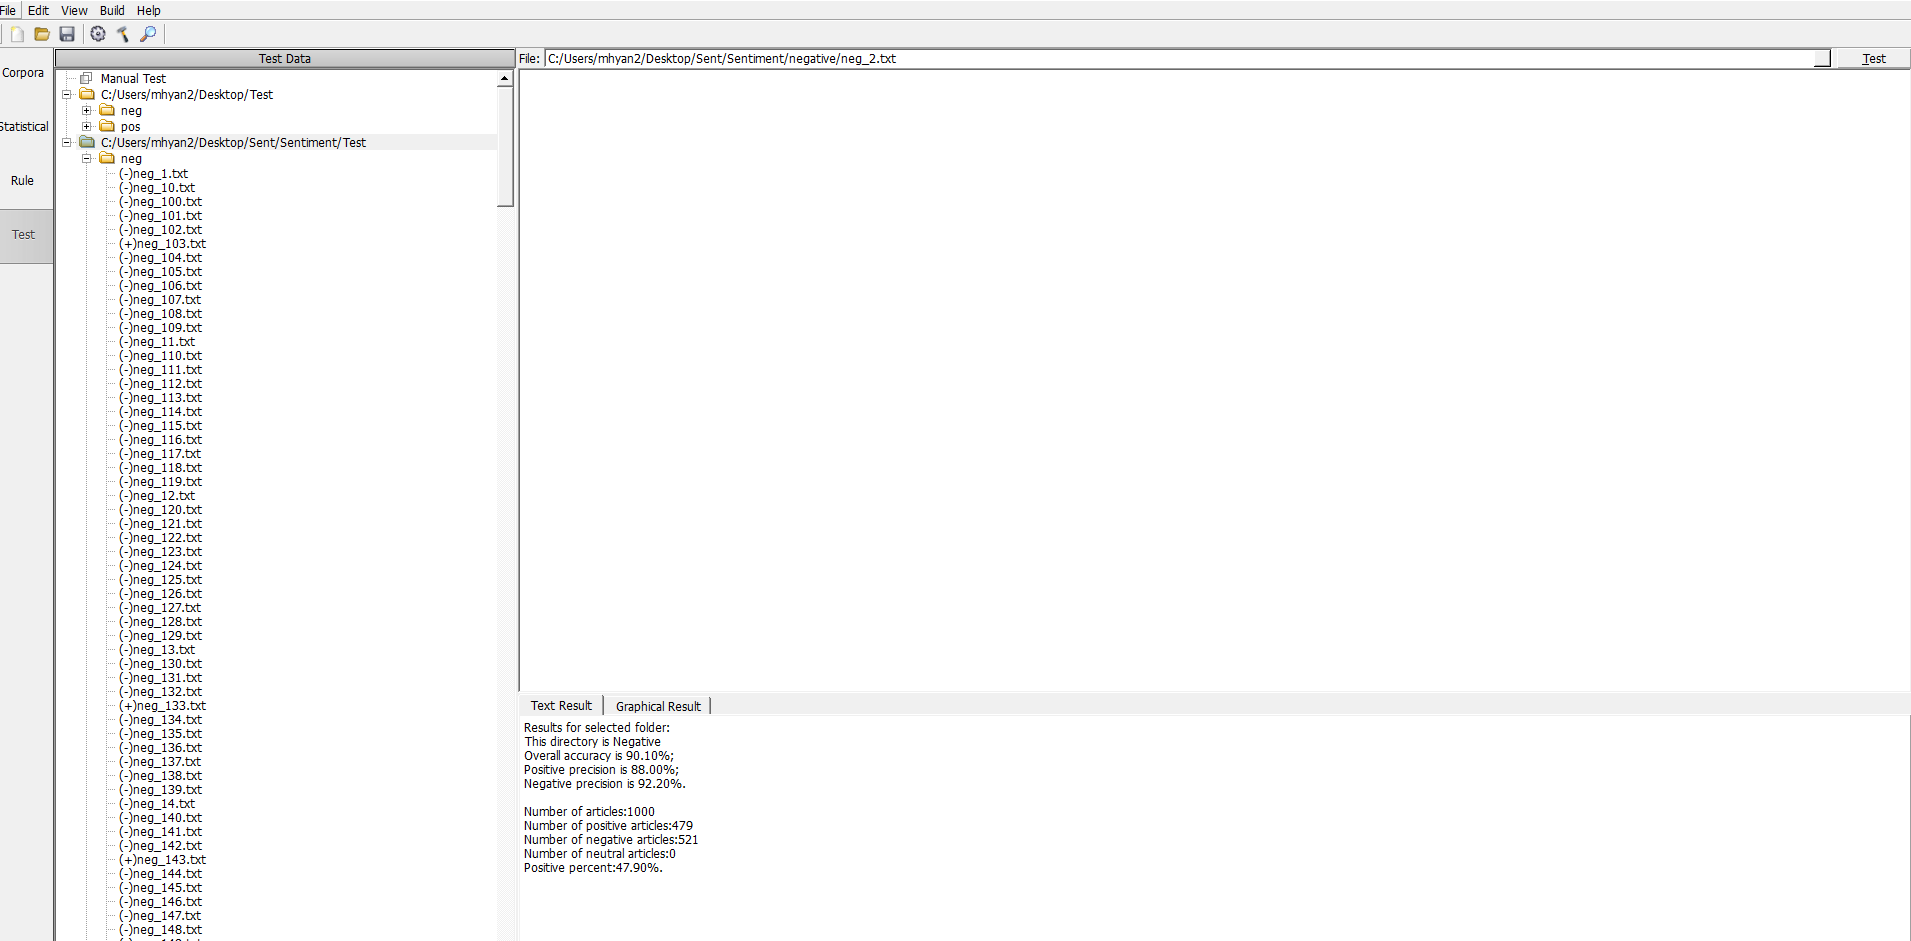 File Edit View Build Help
Corpora
Statistical
Rule
Test
Test Data
Manual Test
C:/Users/mhyan2/Desktop/Test
neg
pos
C:/Users/mhyan2/Desktop/Sent/Sentiment/Test
neg
(-)neg_1.txt
(-)neg_10.txt
(-)neg_100.txt
(-)neg_101.txt
(-)neg_102.txt
(+)neg_103.txt
(-)neg_104.txt
(-)neg_105.txt
(-)neg_106.txt
(-)neg_107.txt
(-)neg_108.txt
(-)neg_109.txt
(-)neg_11.txt
(-)neg_110.txt
(-)neg_111.txt
(-)neg_112.txt
(-)neg_113.txt
(-)neg_114.txt
(-)neg_115.txt
(-)neg_116.txt
(-)neg_117.txt
(-)neg_118.txt
(-)neg_119.txt
(-)neg_12.txt
(-)neg_120.txt
(-)neg_121.txt
(-)neg_122.txt
(-)neg_123.txt
(-)neg_124.txt
(-)neg_125.txt
(-)neg_126.txt
(-)neg_127.txt
(-)neg_128.txt
(-)neg_129.txt
(-)neg_13.txt
(-)neg_130.txt
(-)neg_131.txt
(-)neg_132.txt
(+)neg_133.txt
(-)neg_134.txt
(-)neg_135.txt
(-)neg_136.txt
(-)neg_137.txt
(-)neg_138.txt
(-)neg_139.txt
(-)neg_14.txt
(-)neg_140.txt
(-)neg_141.txt
(-)neg_142.txt
(+)neg_143.txt
(-)neg_144.txt
(-)neg_145.txt
(-)neg_146.txt
(-)neg_147.txt
(-)neg_148.txt
File: C:/Users/mhyan2/Desktop/Sent/Sentiment/negative/neg_2.txt Test
Text Result Graphical Result
Results for selected folder:
This directory is Negative
Overall accuracy is 90.10%;
Positive precision is 88.00%;
Negative precision is 92.20%.
Number of articles:1000
Number of positive articles:479
Number of negative articles:521
Number of neutral articles:0
Positive percent:47.90%.